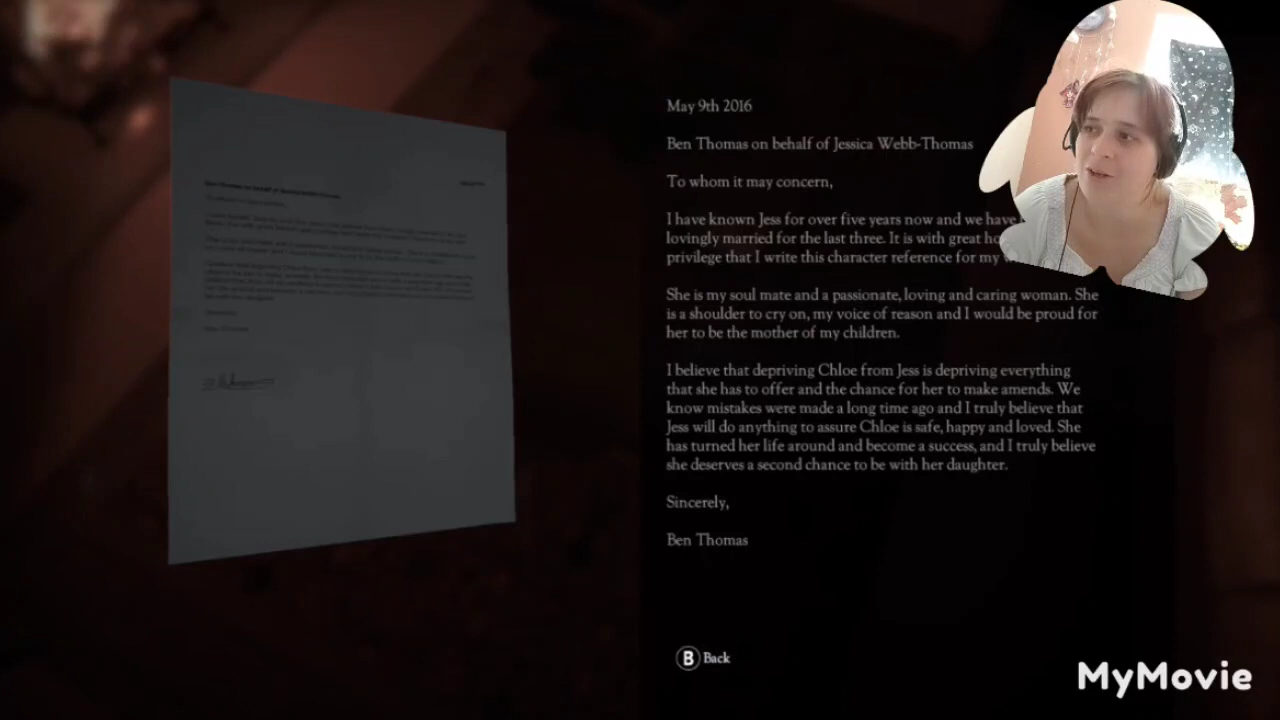 May 9th 2016
Ben Thomas on behalf of Jessica Webb-Thomas
To whom it may concern,
I have known Jess for over five years now and we have
lovingly married for the last three. It is with great
privilege that I write this character reference for my
She is my soul mate and a passionate, loving and caring woman. She
is a shoulder to cry on, my voice of reason and I would be proud for
her to be the mother of my children.
I believe that depriving Chloe from Jess is depriving everything
that she has to offer and the chance for her to make amends. We
know mistakes were made a long time ago and I truly believe that
Jess will do anything to assure Chloe is safe, happy and loved. She
has turned her life around and become a success, and I truly believe
she deserves a second chance to be with her daughter.
Sincerely,
Ben Thomas
B Back
MyMovie